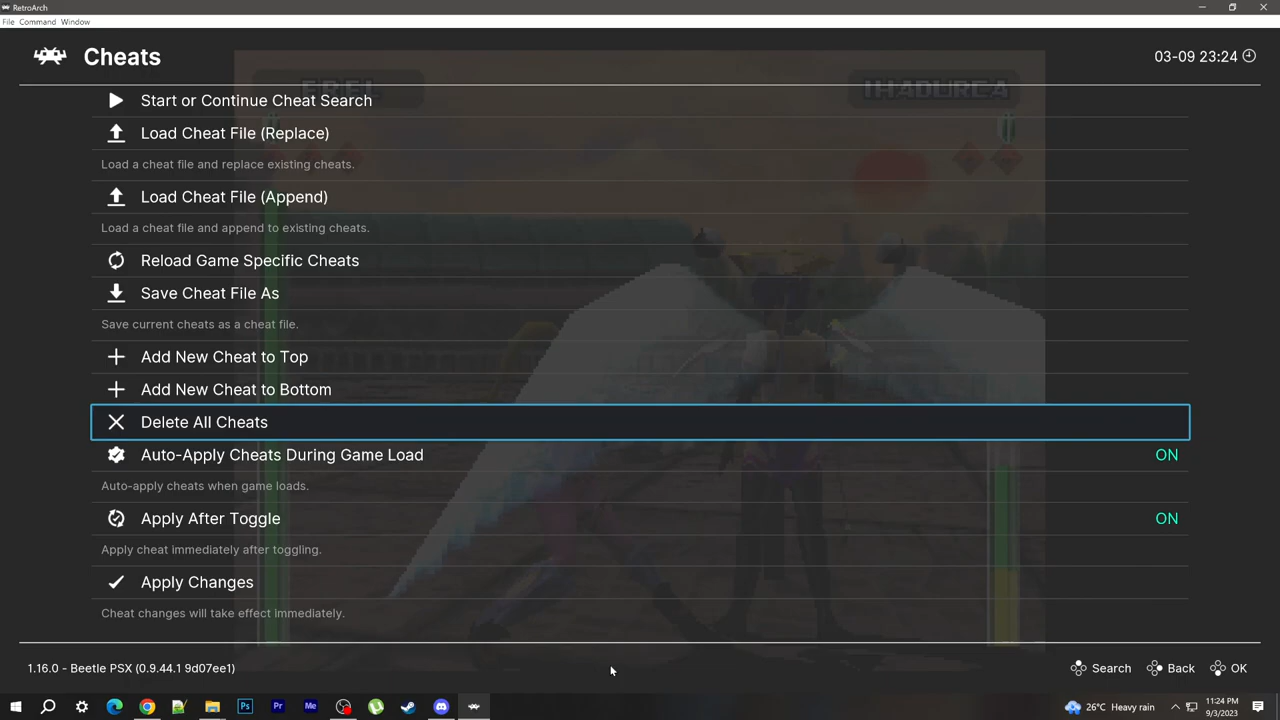 RetroArch
File Command Window
Cheats
03-09 23:24
Start or Continue Cheat Search
Load Cheat File (Replace)
Load a cheat file and replace existing cheats.
Load Cheat File (Append)
Load a cheat file and append to existing cheats.
Reload Game Specific Cheats
Save Cheat File As
Save current cheats as a cheat file.
Add New Cheat to Top
Add New Cheat to Bottom
Delete All Cheats
Auto-Apply Cheats During Game Load ON
Auto-apply cheats when game loads.
Apply After Toggle ON
Apply cheat immediately after toggling.
Apply Changes
Cheat changes will take effect immediately.
1.16.0 - Beetle PSX (0.9.44.1 9d07ee1)
Search Back OK
Ps Pr Me
26°C Heavy rain
11:24 PM
9/3/2023